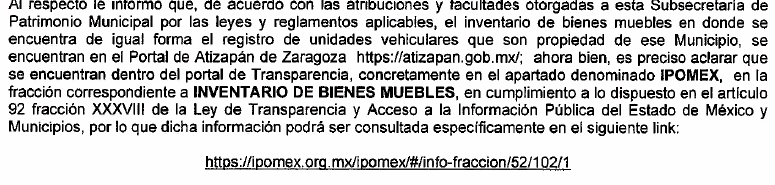 Al respecto le informo que, de acuerdo con las atribuciones y facultades otorgadas a esta Subsecretaría de
Patrimonio Municipal por las leyes y reglamentos aplicables, el inventario de bienes muebles en donde se
encuentra de igual forma el registro de unidades vehiculares que son propiedad de ese Municipio, se
encuentran en el Portal de Atizapán de Zaragoza https://atizapan.gob.mx/; ahora bien, es preciso aclarar que
se encuentran dentro del portal de Transparencia, concretamente en el apartado denominado IPOMEX, en la
fracción correspondiente a INVENTARIO DE BIENES MUEBLES, en cumplimiento a lo dispuesto en el artículo
92 fracción XXXVIII de la Ley de Transparencia y Acceso a la Información Pública del Estado de México y
Municipios, por lo que dicha información podrá ser consultada específicamente en el siguiente link:
https://ipomex.org.mx/ipomex/#/info-fraccion/52/102/1